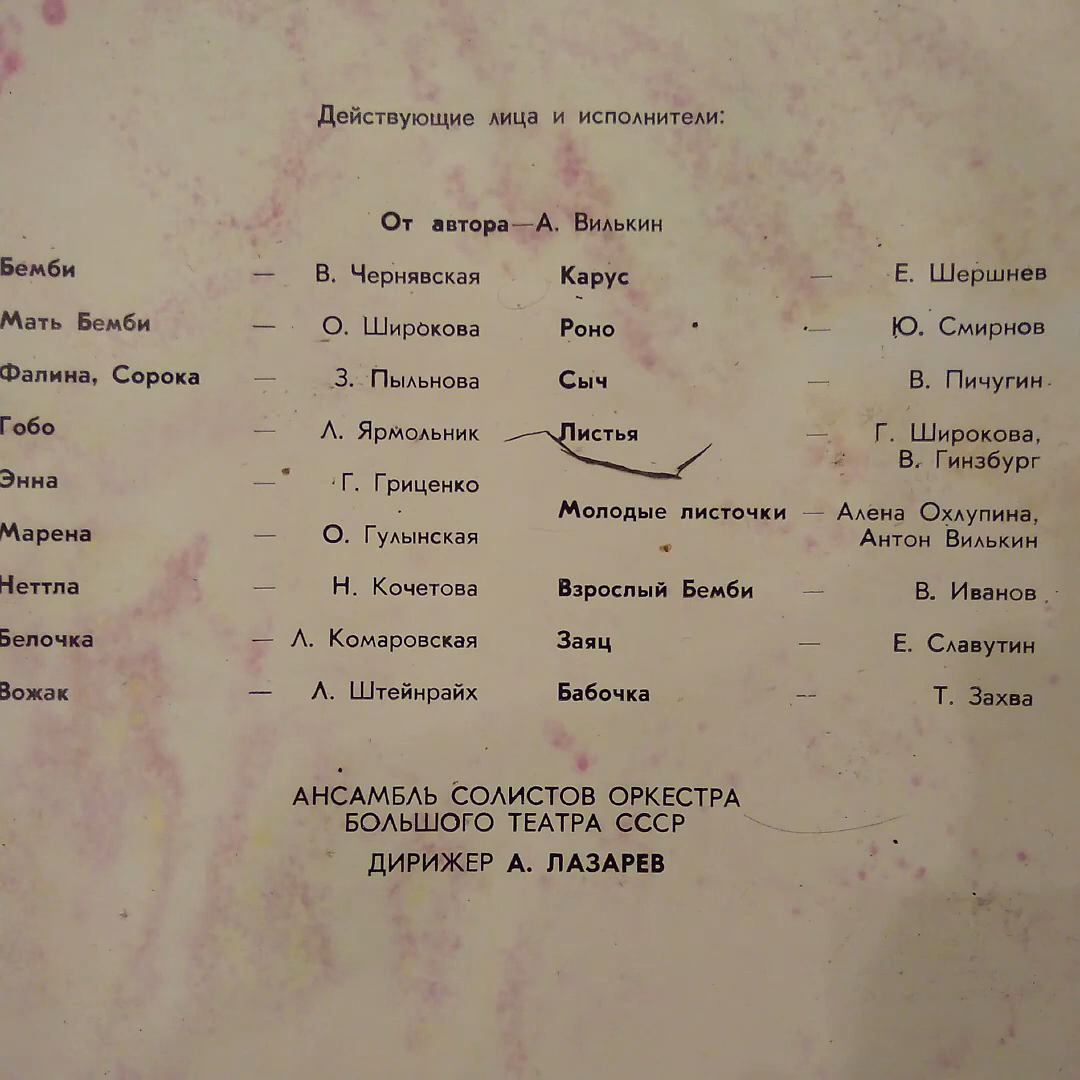 Действующие лица и исполнители:
От автора — А. Вилькин
Бемби — В. Чернявская
Мать Бемби — О. Широкова
Фалина, Сорока — З. Пыльнова
Гобо — Л. Ярмольник
Энна — Г. Гриценко
Марена — О. Гулынская
Неттла — Н. Кочетова
Белочка — Л. Комаровская
Вожак — Л. Штейнрайх
Карус — Е. Шершнев
Роно — Ю. Смирнов
Сыч — В. Пичугин
Листья — Г. Широкова,
В. Гинзбург
Молодые листочки — Алена Охлупина,
Антон Вилькин
Взрослый Бемби — В. Иванов
Заяц — Е. Славутин
Бабочка — Т. Захва
АНСАМБЛЬ СОЛИСТОВ ОРКЕСТРА
БОЛЬШОГО ТЕАТРА СССР
ДИРИЖЕР А. ЛАЗАРЕВ